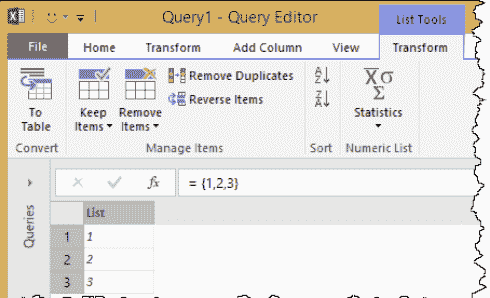 Query1 - Query Editor
List Tools
File Home Transform Add Column View Transform
To Table
Keep Items
Remove Items
Remove Duplicates
Reverse Items
A Z
Z A
X σ Σ
Statistics
Convert
Manage Items
Sort
Numeric List
fx = {1,2,3}
Queries
List
1 1
2 2
3 3